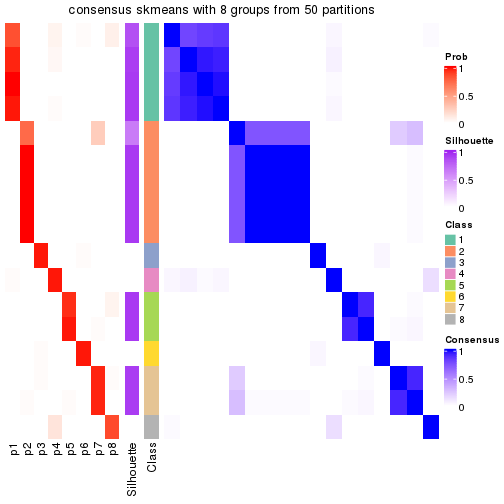 consensus skmeans with 8 groups from 50 partitions
Prob
1
0.5
0
Silhouette
1
0.5
0
Class
1
2
3
4
5
6
7
8
Consensus
1
0.5
0
p1
p2
p3
p4
p5
p6
p7
p8
Silhouette
Class